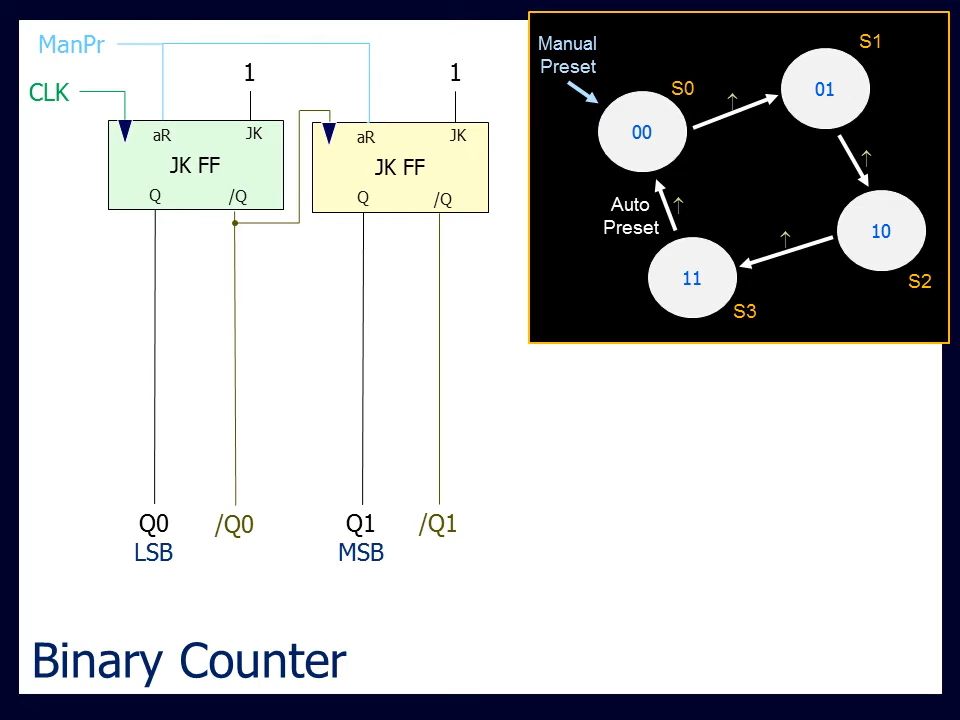 ManPr
CLK
1
1
aR
JK
JK FF
Q
/Q
aR
JK
JK FF
Q
/Q
Q0
LSB
/Q0
Q1
MSB
/Q1
Manual
Preset
S0
00
↑
S1
01
↑
10
S2
↑
11
S3
Auto
Preset
↑
Binary Counter